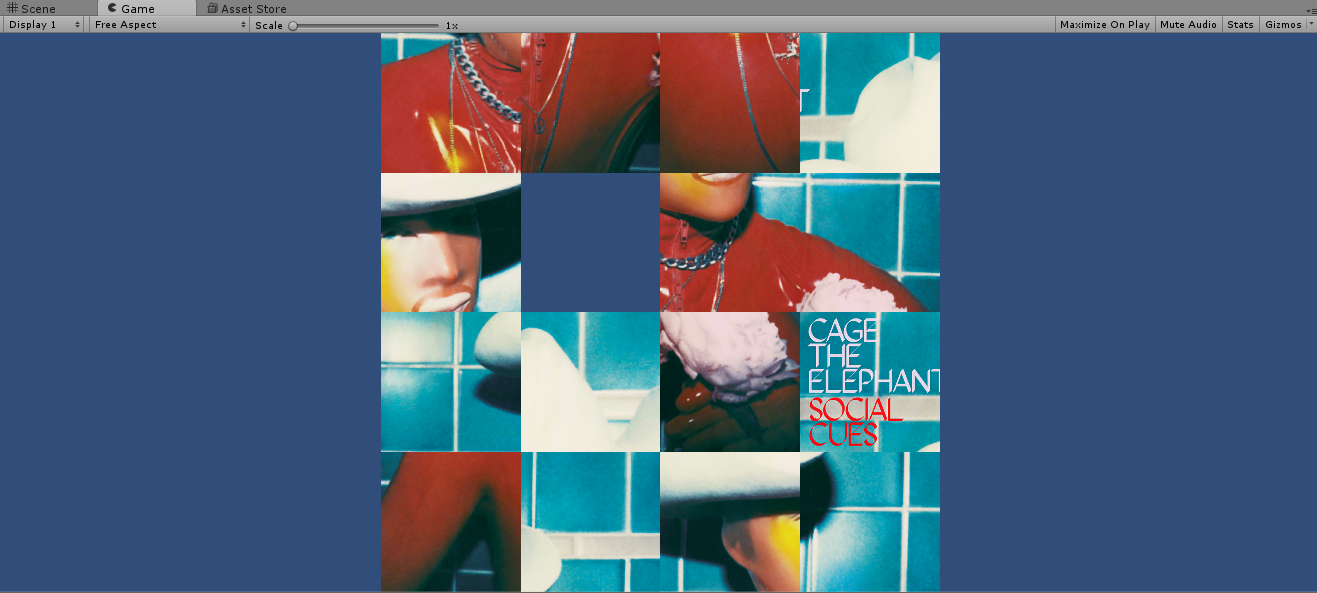 Scene
Game
Asset Store
Display 1
Free Aspect
Scale
1x
Maximize On Play
Mute Audio
Stats
Gizmos
T
CAGE
THE
ELEPHANT
SOCIAL
CUES